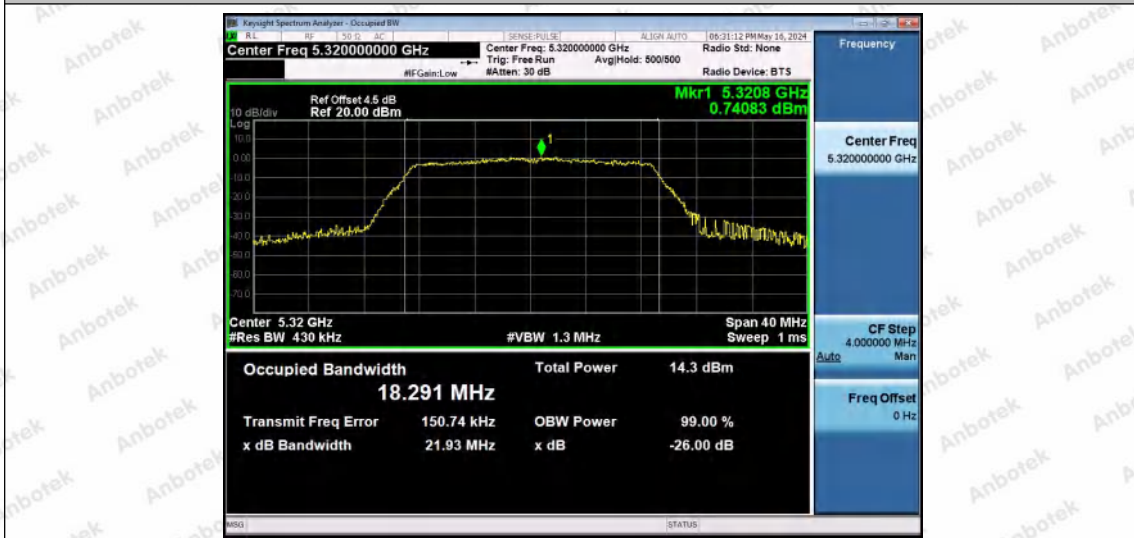 Keysight Spectrum Analyzer - Occupied BW
RL RF 50 Ω AC SENSE:PULSE ALIGN AUTO 06:31:12 PM May 16, 2024
Center Freq 5.320000000 GHz
Center Freq: 5.320000000 GHz
Radio Std: None
Trig: Free Run Avg|Hold: 500/500
#IFGain:Low #Atten: 30 dB Radio Device: BTS
Frequency
Ref Offset 4.5 dB
10 dB/div Ref 20.00 dBm
Mkr1 5.3208 GHz
0.74083 dBm
Log
10.0
0.00
-10.0
-20.0
-30.0
-40.0
-50.0
-60.0
-70.0
1
Center 5.32 GHz Span 40 MHz
#Res BW 430 kHz #VBW 1.3 MHz Sweep 1 ms
Occupied Bandwidth Total Power 14.3 dBm
18.291 MHz
Transmit Freq Error 150.74 kHz OBW Power 99.00 %
x dB Bandwidth 21.93 MHz x dB -26.00 dB
Center Freq
5.320000000 GHz
CF Step
4.000000 MHz
Auto Man
Freq Offset
0 Hz
MSG STATUS
Anbotek